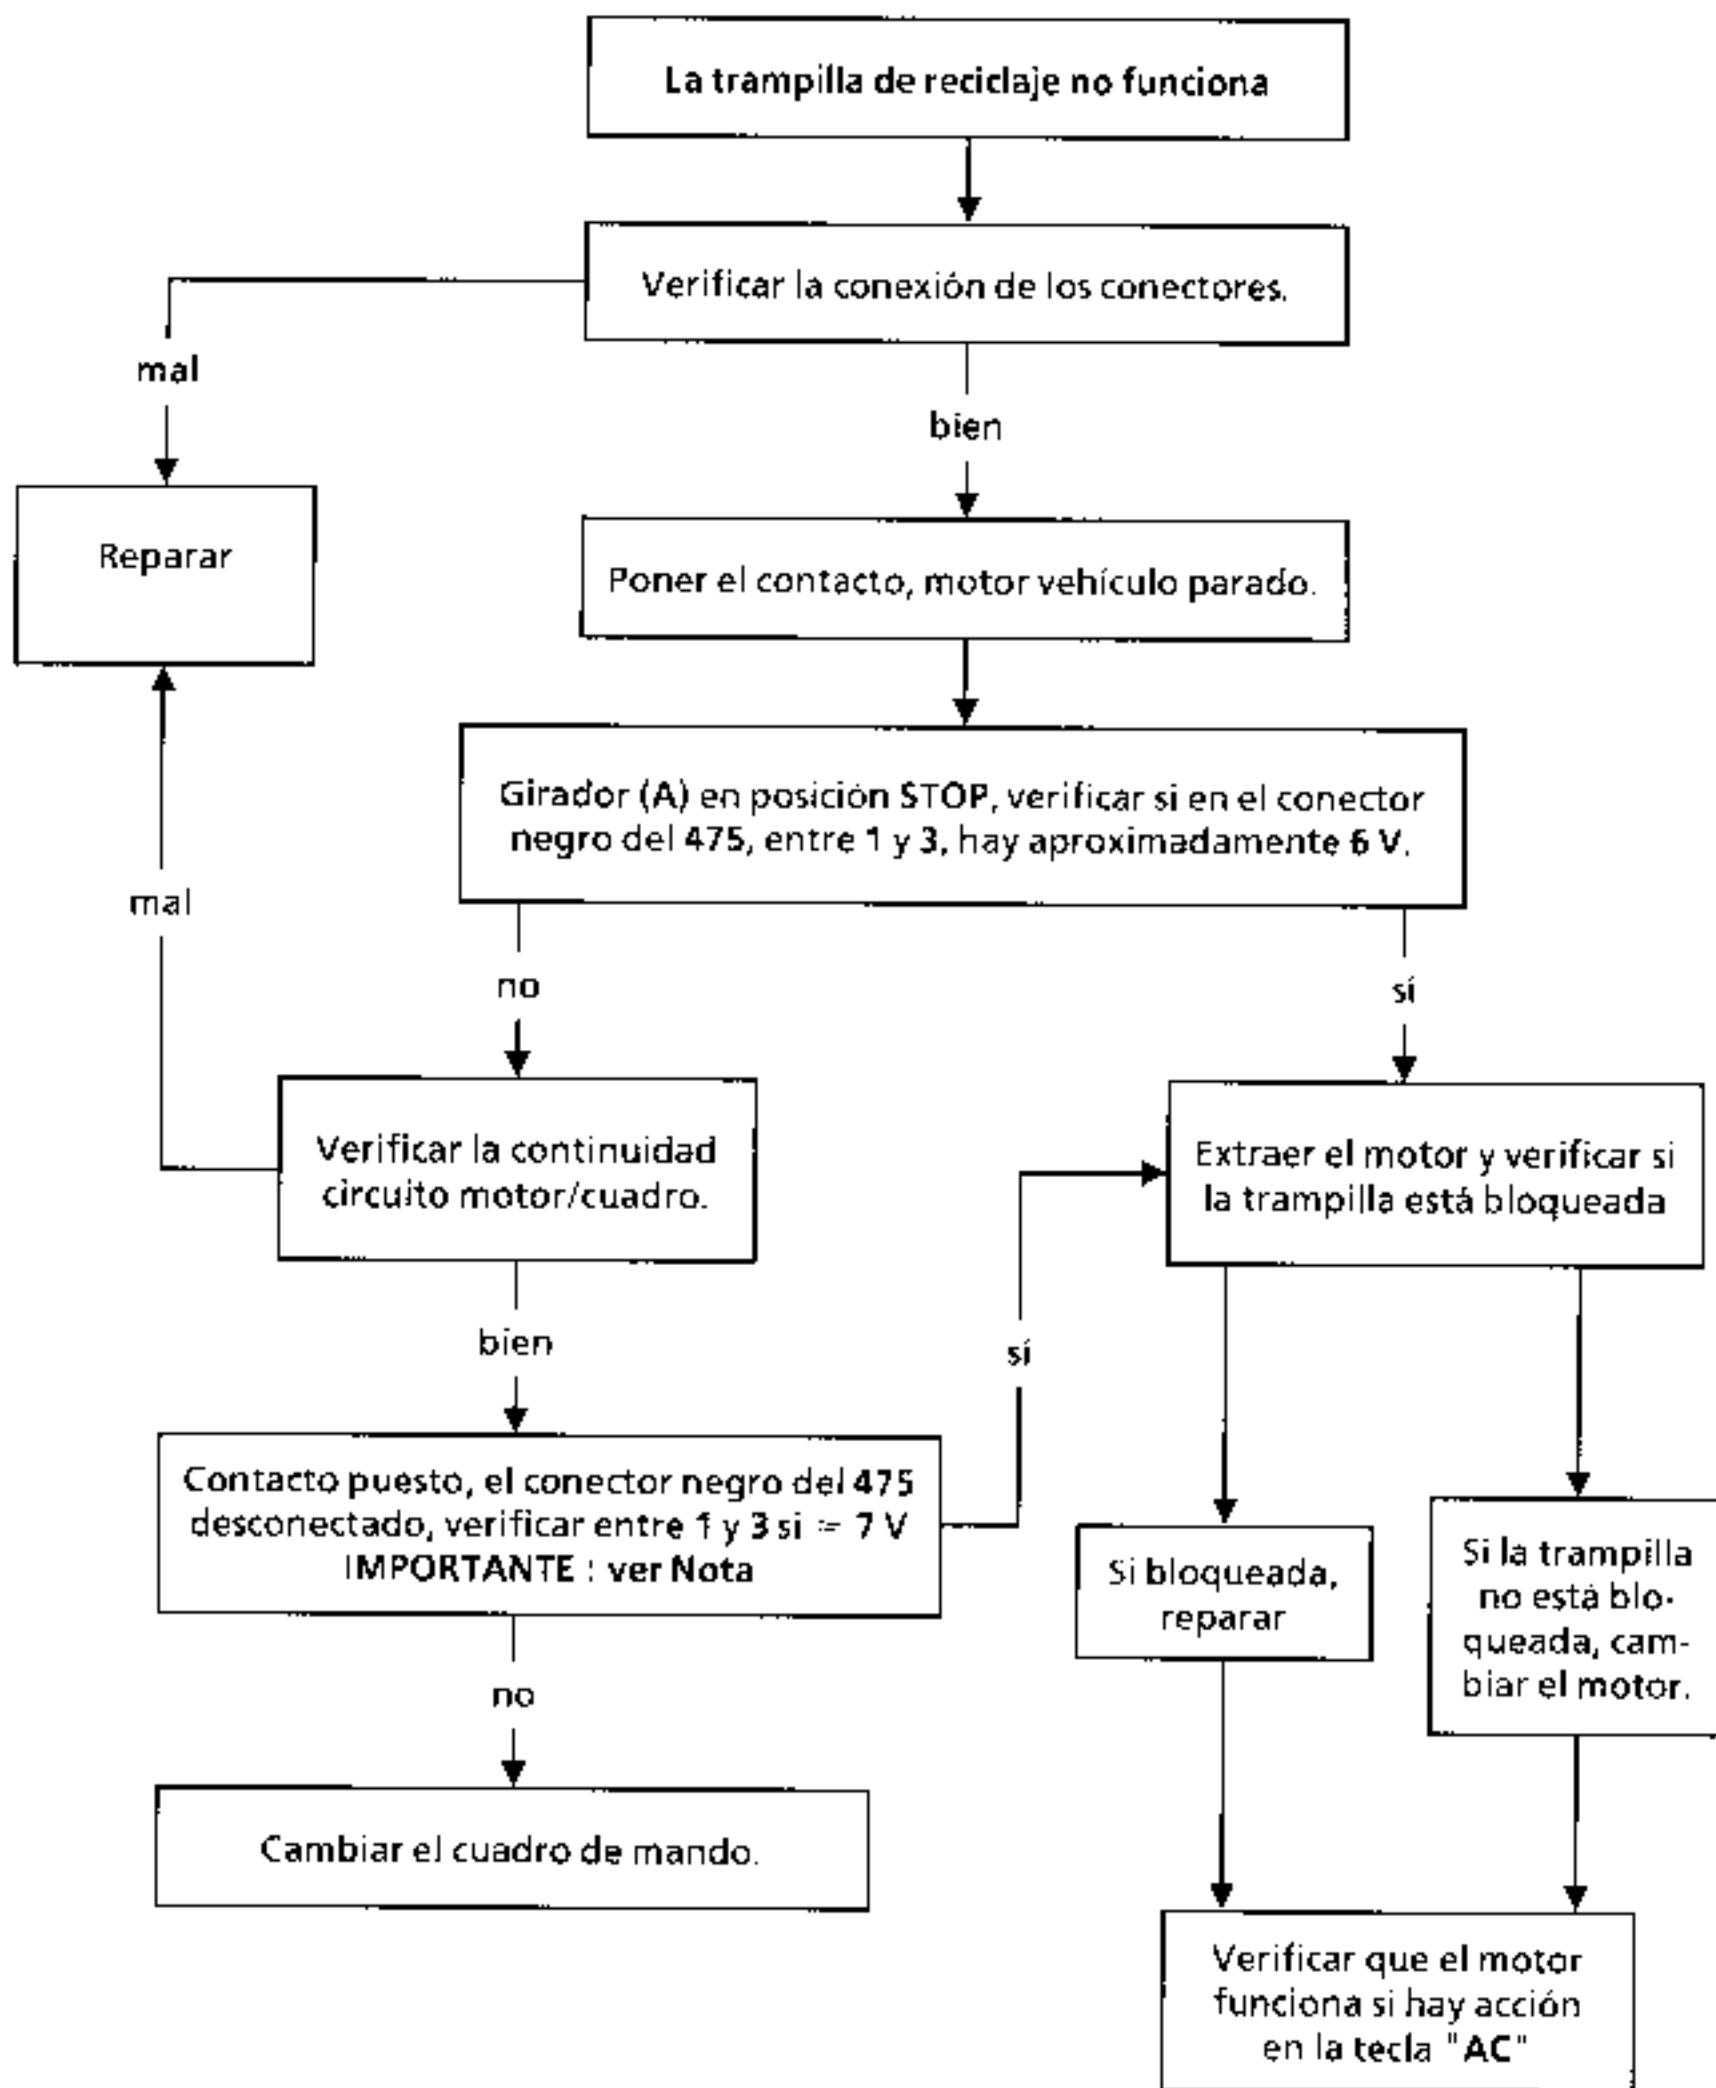 La trampilla de reciclaje no funciona
Verificar la conexión de los conectores.
mal
bien
Reparar
Poner el contacto, motor vehículo parado.
Girador (A) en posición STOP, verificar si en el conector
negro del 475, entre 1 y 3, hay aproximadamente 6 V.
mal
no
sí
Verificar la continuidad
circuito motor/cuadro.
Extraer el motor y verificar si
la trampilla está bloqueada
bien
sí
Contacto puesto, el conector negro del 475
desconectado, verificar entre 1 y 3 si = 7 V
IMPORTANTE : ver Nota
Si bloqueada,
reparar
Si la trampilla
no está blo-
queada, cam-
biar el motor.
no
Cambiar el cuadro de mando.
Verificar que el motor
funciona si hay acción
en la tecla "AC"